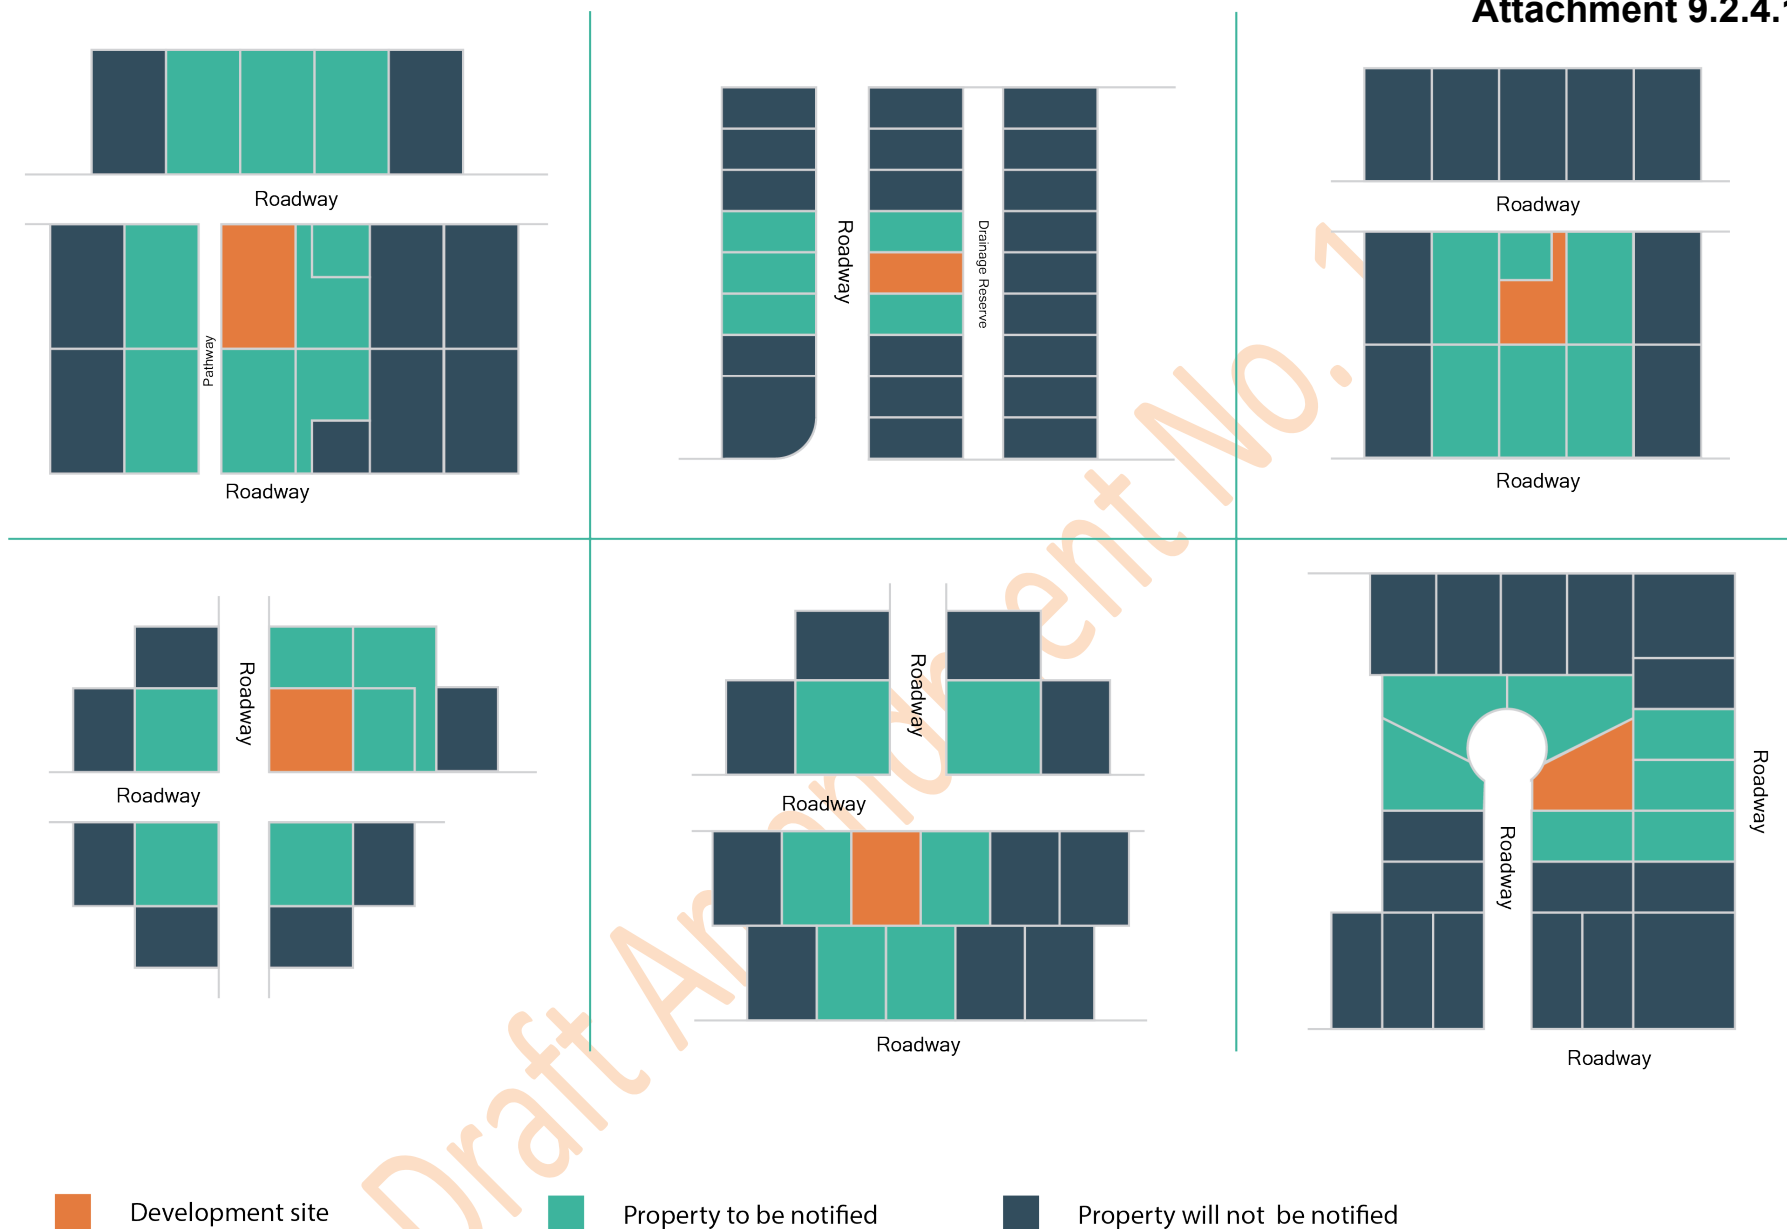 Attachment 9.2.4.1
Roadway
Pathway
Roadway
Roadway
Drainage Reserve
Roadway
Roadway
Roadway
Roadway
Roadway
Roadway
Roadway
Roadway
Roadway
Roadway
Draft Amendment No. 1
Development site
Property to be notified
Property will not be notified